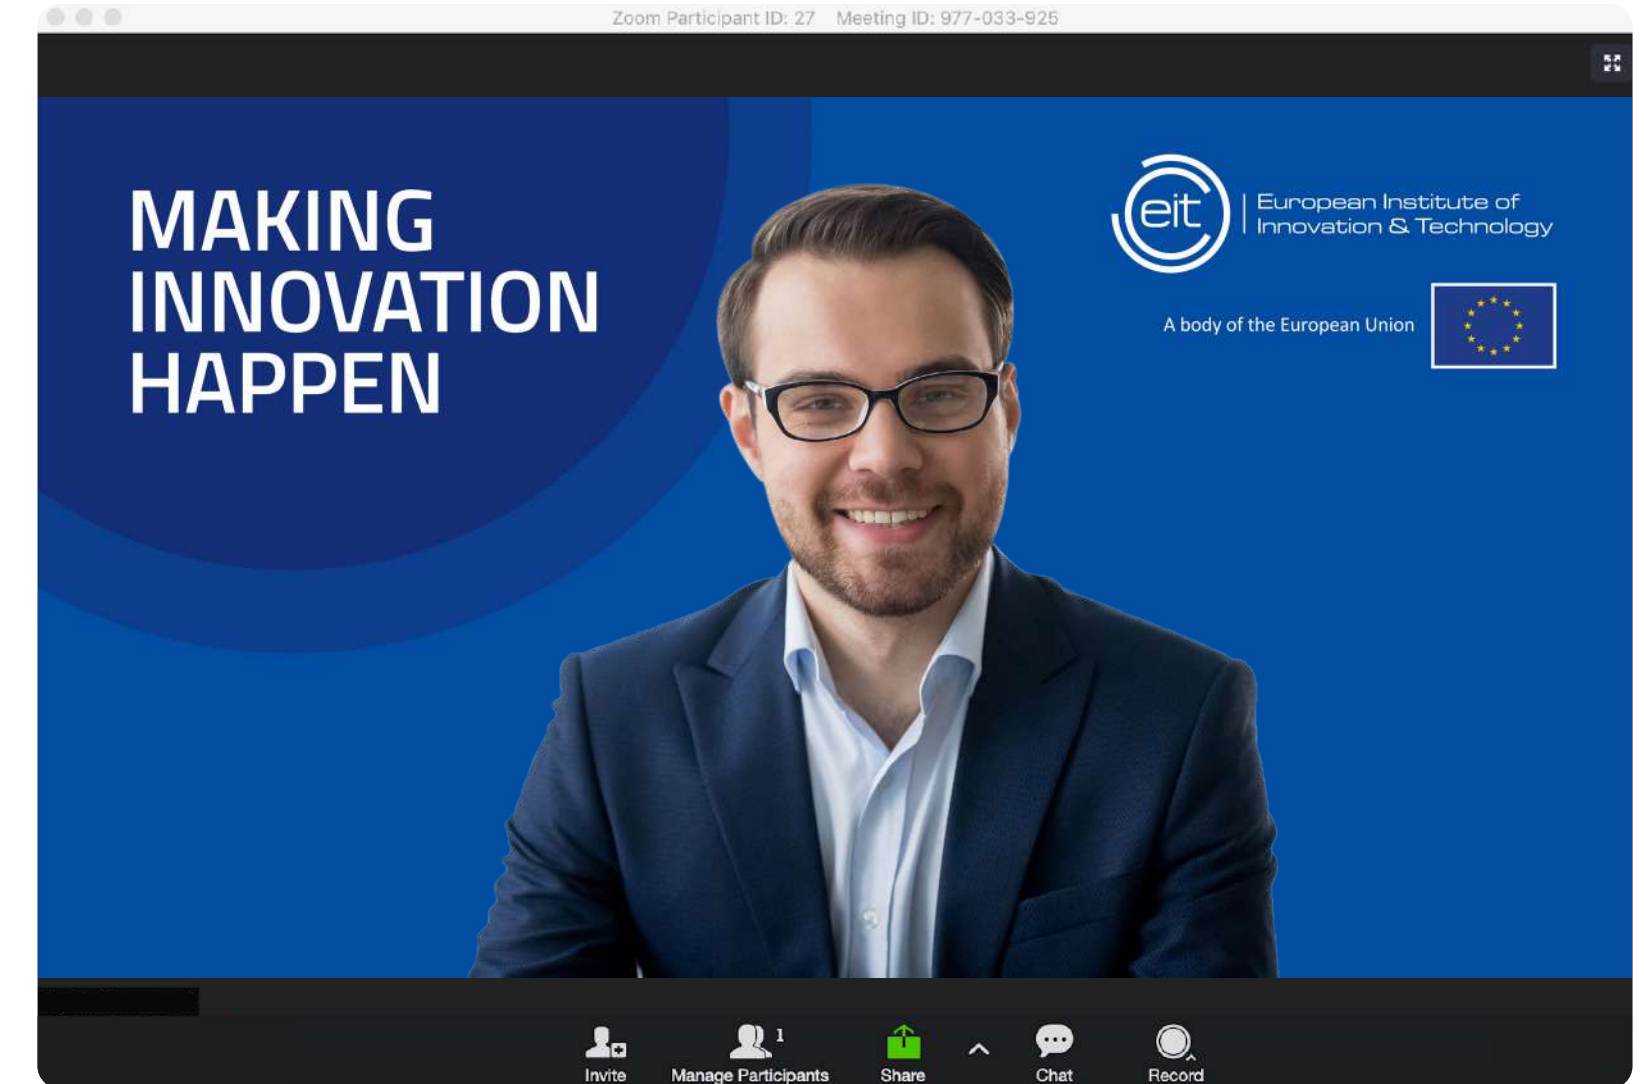 Zoom Participant ID: 27 Meeting ID: 977-033-925
MAKING
INNOVATION
HAPPEN
eit
European Institute of
Innovation & Technology
A body of the European Union
1
Invite
Manage Participants
Share
Chat
Record